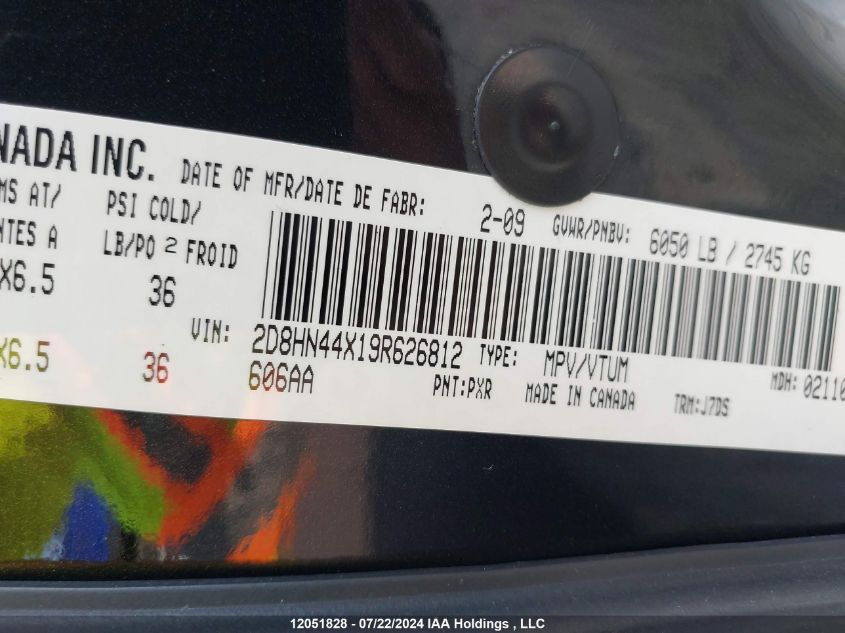 NADA INC. DATE OF MFR/DATE DE FABR: 2-09 GVWR/PNBV: 6050 LB / 2745 KG
MS AT/ PSI COLD/
NTES A LB/PO 2 FROID
X6.5 36
VIN: 2D8HN44X19R626812 TYPE: MPV/VTUM MDH: 02110
X6.5 36 606AA PNT:PXR MADE IN CANADA TRM:J7DS
12051828 - 07/22/2024 IAA Holdings , LLC